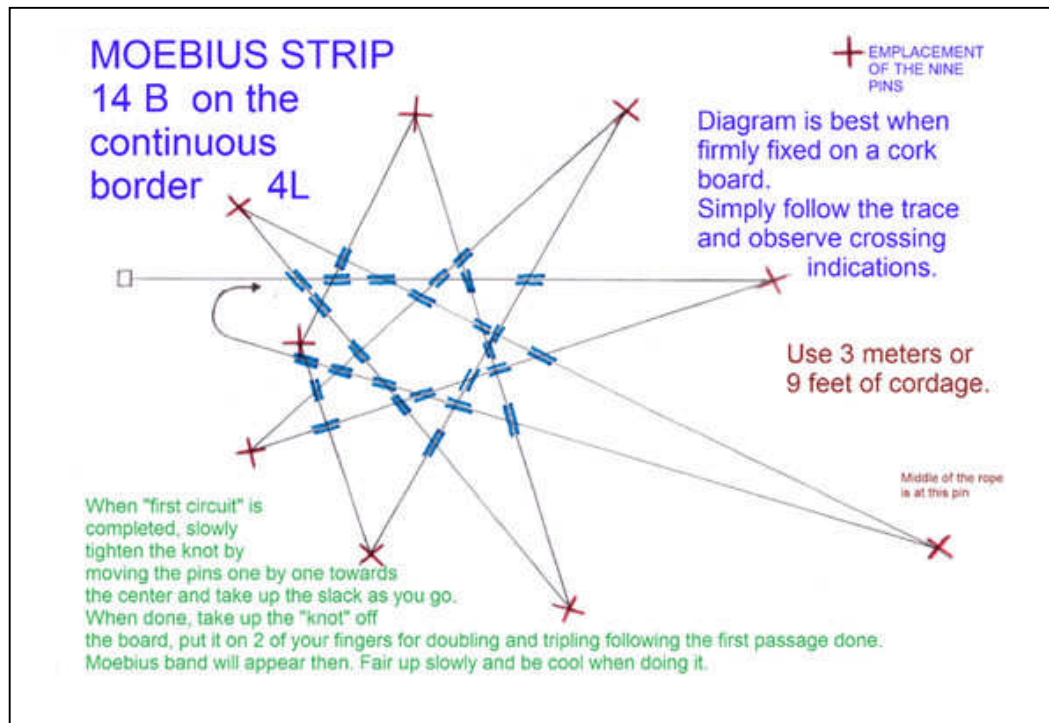 MOEBIUS STRIP
14 B on the
continuous
border 4L
EMPLACEMENT
OF THE NINE
PINS
Diagram is best when
firmly fixed on a cork
board.
Simply follow the trace
and observe crossing
indications.
Use 3 meters or
9 feet of cordage.
Middle of the rope
is at this pin
When "first circuit" is
completed, slowly
tighten the knot by
moving the pins one by one towards
the center and take up the slack as you go.
When done, take up the "knot" off
the board, put it on 2 of your fingers for doubling and tripling following the first passage done.
Moebius band will appear then. Fair up slowly and be cool when doing it.